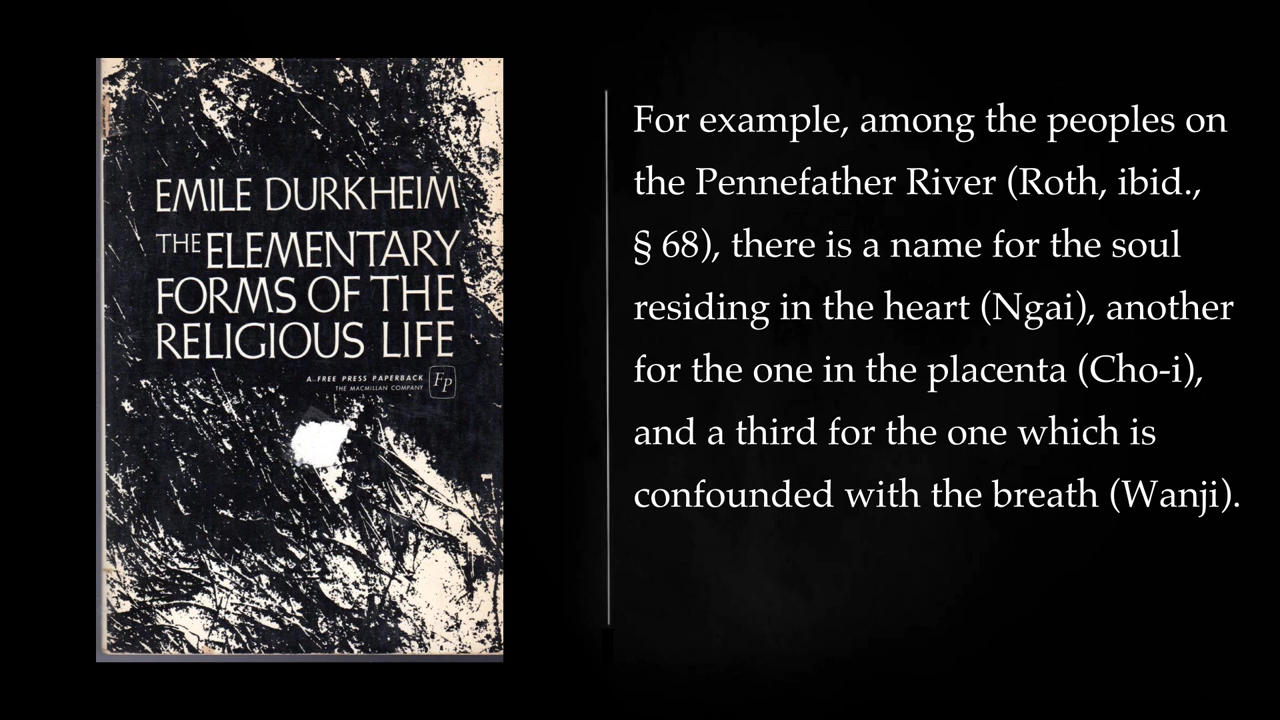 EMILE DURKHEIM
THE ELEMENTARY
FORMS OF THE
RELIGIOUS LIFE
A FREE PRESS PAPERBACK
THE MACMILLAN COMPANY
Fp
For example, among the peoples on
the Pennefather River (Roth, ibid.,
§ 68), there is a name for the soul
residing in the heart (Ngai), another
for the one in the placenta (Cho-i),
and a third for the one which is
confounded with the breath (Wanji).